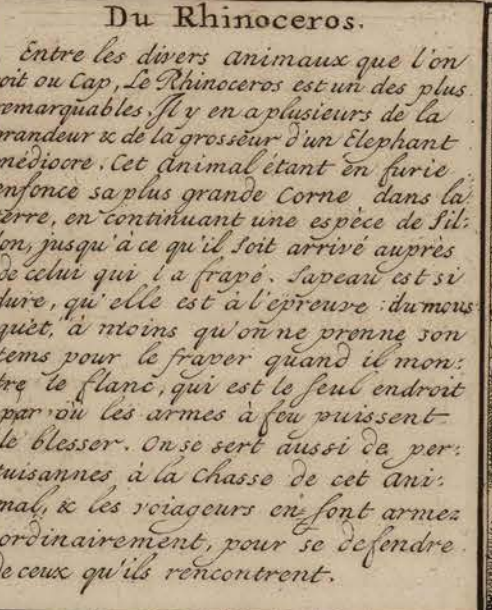 Du Rhinoceros.
Entre les divers animaux que l'on
oit ou Cap, Le Rhinoceros est un des plus
remarquables. Il y en a plusieurs de la
randeur & de la grosseur d'un Elephant
médiocre. Cet animal étant en furie
enfonce sa plus grande Corne dans la
terre, en continuant une espèce de Sil:
lon, jusqu'à ce qu'il soit arrivé auprès
de celui qui l'a frapé. Sa peau est si
dure, qu'elle est à l'épreuve du mous
quet, à moins qu'on ne prenne son
tems pour le fraper quand il mon:
tre le flanc, qui est le seul endroit
par où les armes à feu puissent
le blesser. On se sert aussi de per:
tuisannes à la Chasse de cet ani:
mal, & les voiageurs en sont armez
ordinairement, pour se defendre
de ceux qu'ils rencontrent.